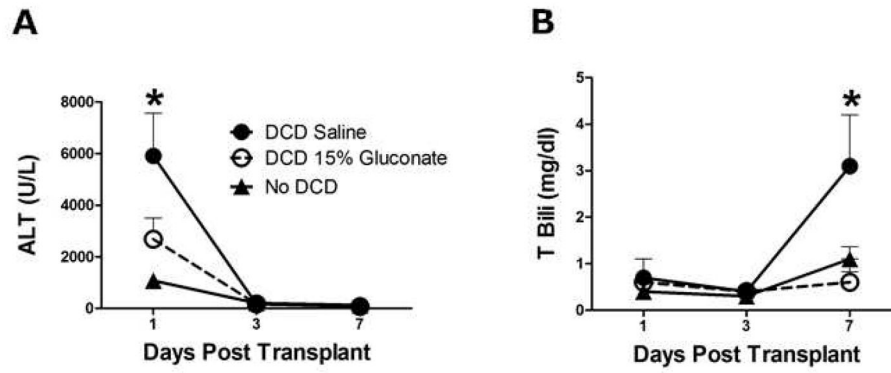 A
*
8000
6000
4000
2000
0
ALT (U/L)
DCD Saline
DCD 15% Gluconate
No DCD
1 3 7
Days Post Transplant
B
*
5
4
3
2
1
0
T Bili (mg/dl)
1 3 7
Days Post Transplant